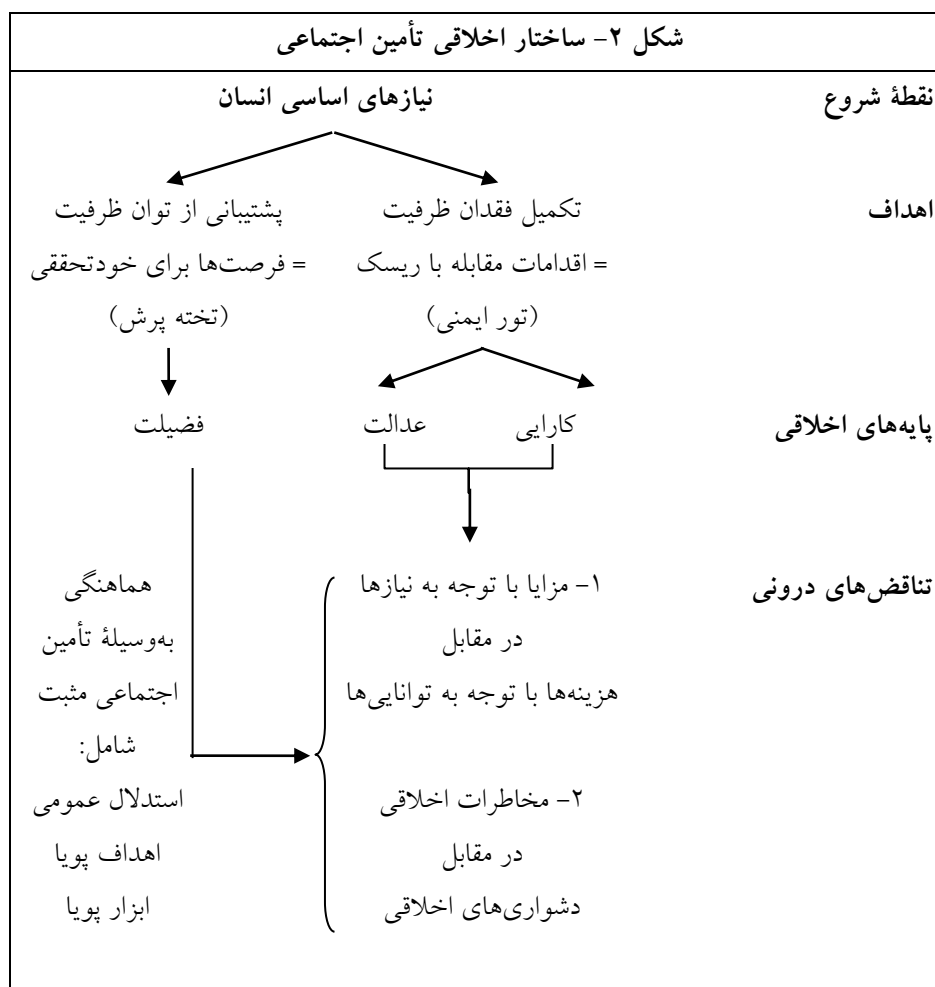 شکل ۲- ساختار اخلاقی تأمین اجتماعی
نقطۀ شروع نیازهای اساسی انسان
اهداف تکمیل فقدان ظرفیت پشتیبانی از توان ظرفیت
= اقدامات مقابله با ریسک = فرصت‌ها برای خودتحققی
(تور ایمنی) (تخته پرش)
پایه‌های اخلاقی کارایی عدالت فضیلت
تناقض‌های درونی ۱- مزایا با توجه به نیازها هماهنگی
در مقابل به‌وسیلۀ تأمین
هزینه‌ها با توجه به توانایی‌ها اجتماعی مثبت
شامل:
۲- مخاطرات اخلاقی استدلال عمومی
در مقابل اهداف پویا
دشواری‌های اخلاقی ابزار پویا